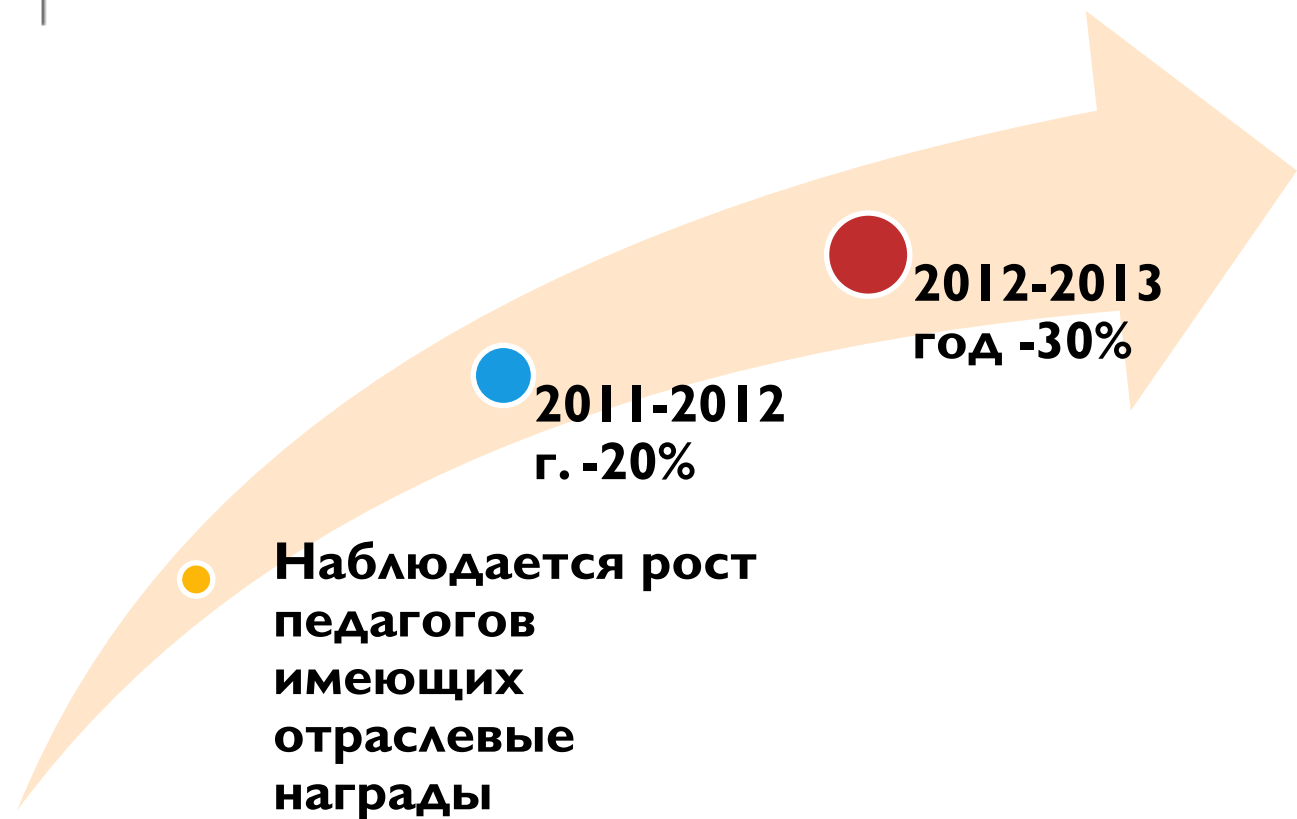 2012-2013
год -30%
2011-2012
г. -20%
Наблюдается рост
педагогов
имеющих
отраслевые
награды